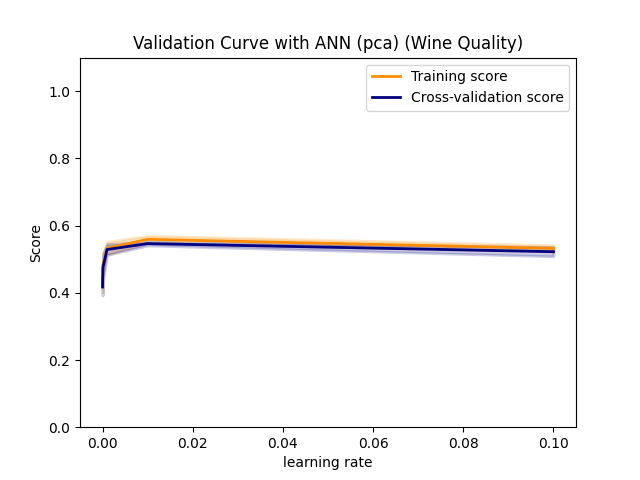 Validation Curve with ANN (pca) (Wine Quality)
Training score
Cross-validation score
1.0
0.8
0.6
0.4
0.2
0.0
Score
0.00 0.02 0.04 0.06 0.08 0.10
learning rate